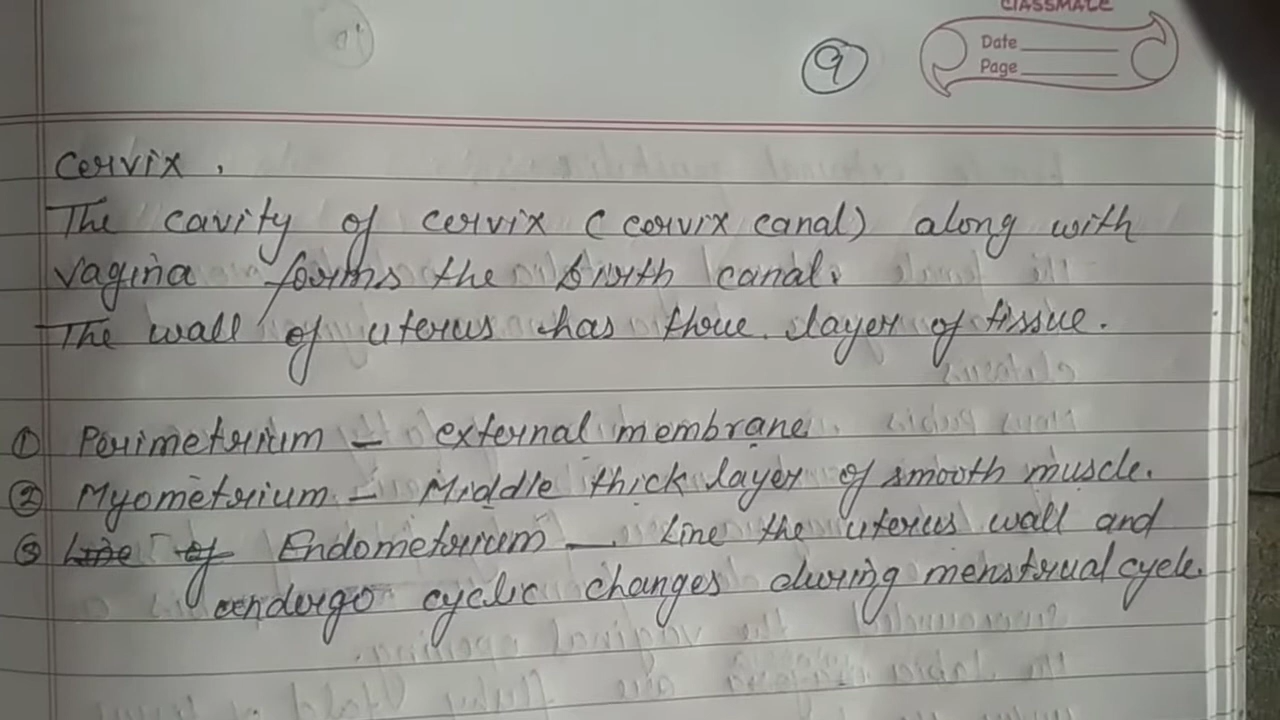 CLASSMATE
9
Date
Page
Cervix.
The cavity of cervix (cervix canal) along with
vagina forms the birth canal.
The wall of uterus has three layer of tissue.
① Perimetrium – external membrane.
② Myometrium – Middle thick layer of smooth muscle.
③ Line of Endometrium – Line the uterus wall and
undergo cyclic changes during menstrual cycle.